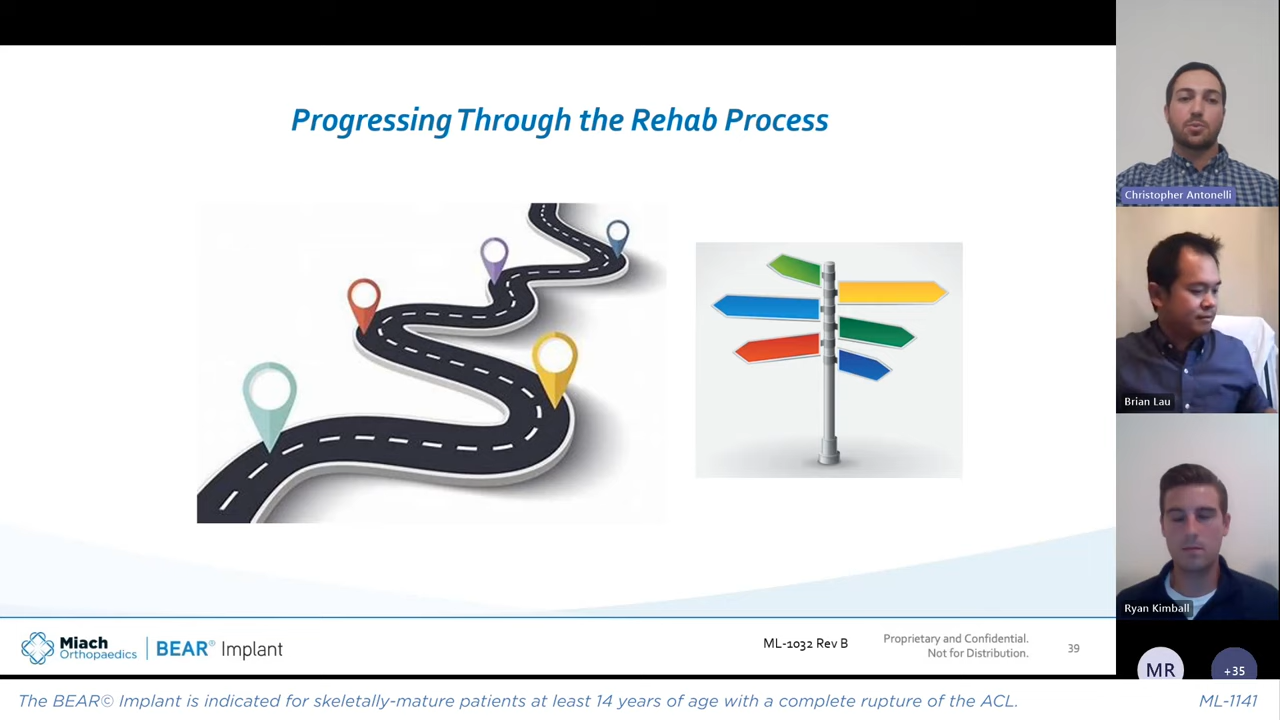 Progressing Through the Rehab Process
Christopher Antonelli
Brian Lau
Ryan Kimball
MR
+35
Miach
Orthopaedics
BEAR® Implant
ML-1032 Rev B
Proprietary and Confidential.
Not for Distribution.
39
The BEAR© Implant is indicated for skeletally-mature patients at least 14 years of age with a complete rupture of the ACL.
ML-1141